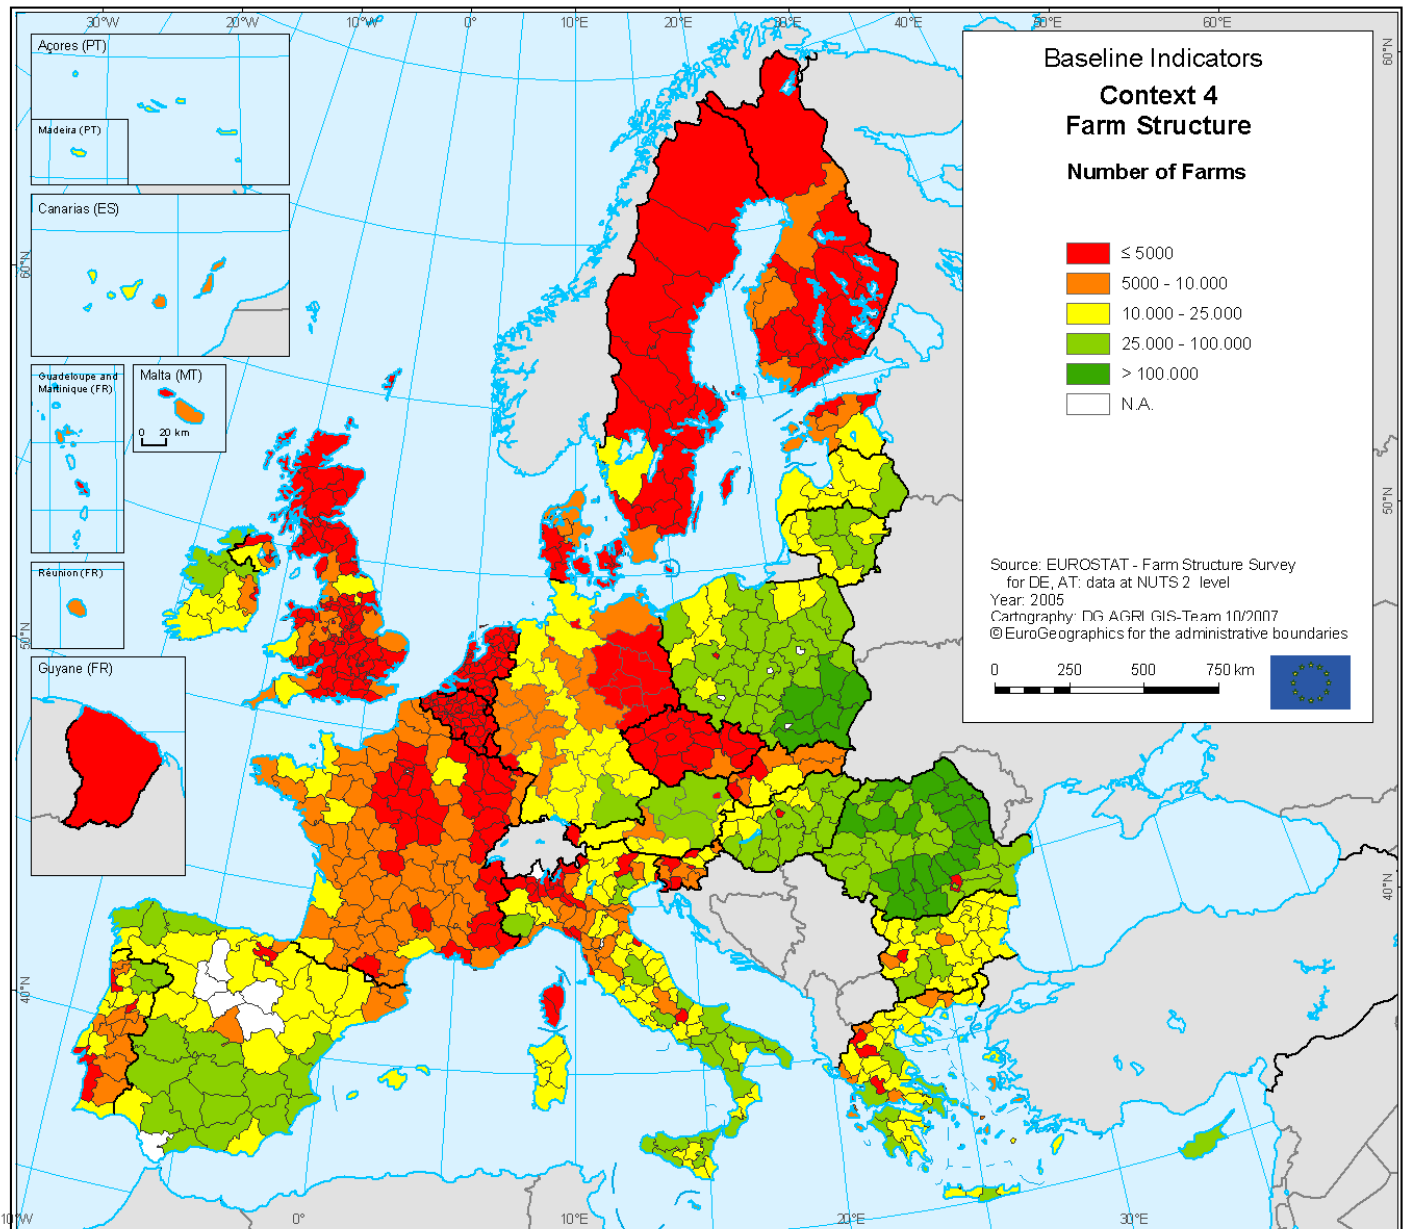 30°W 20°W 10°W 0° 10°E 20°E 40°E 50°E 60°E
Açores (PT)
Madeira (PT)
Canarias (ES)
Guadeloupe and
Martinique (FR)
Malta (MT)
0 20 km
Réunion (FR)
Guyane (FR)
Baseline Indicators
Context 4
Farm Structure
Number of Farms
≤ 5000
5000 - 10.000
10.000 - 25.000
25.000 - 100.000
> 100.000
N.A.
Source: EUROSTAT - Farm Structure Survey
for DE, AT: data at NUTS 2 level
Year: 2005
Cartography: DG AGRI GIS-Team 10/2007
© EuroGeographics for the administrative boundaries
0 250 500 750 km
60°N
50°N
40°N
60°N
50°N
40°N
10°W 0° 10°E 20°E 30°E